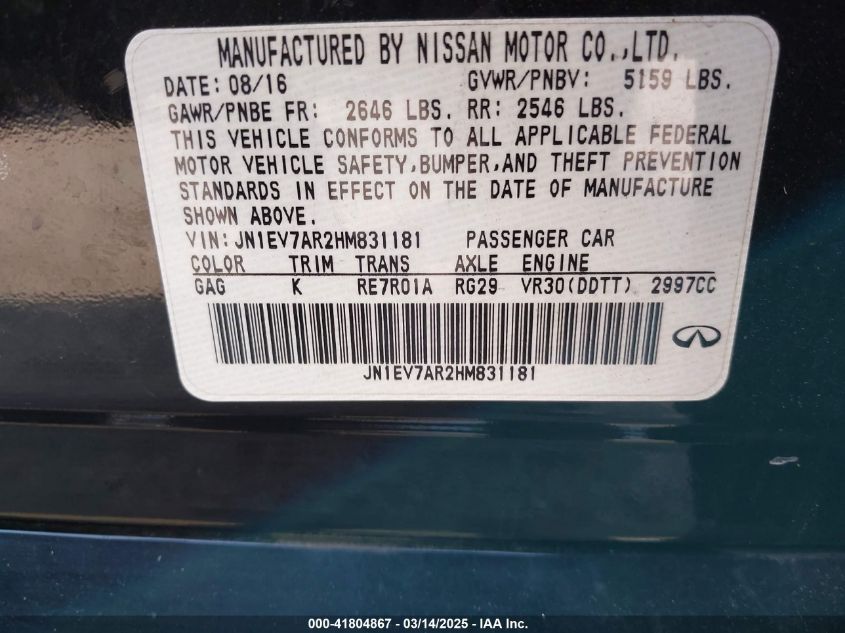 MANUFACTURED BY NISSAN MOTOR CO.,LTD.
DATE: 08/16 GVWR/PNBV: 5159 LBS.
GAWR/PNBE FR: 2646 LBS. RR: 2546 LBS.
THIS VEHICLE CONFORMS TO ALL APPLICABLE FEDERAL
MOTOR VEHICLE SAFETY,BUMPER,AND THEFT PREVENTION
STANDARDS IN EFFECT ON THE DATE OF MANUFACTURE
SHOWN ABOVE.
VIN:JN1EV7AR2HM831181 PASSENGER CAR
COLOR TRIM TRANS AXLE ENGINE
GAG K RE7R01A RG29 VR30(DDTT) 2997CC
JN1EV7AR2HM831181
000-41804867 - 03/14/2025 - IAA, Inc.